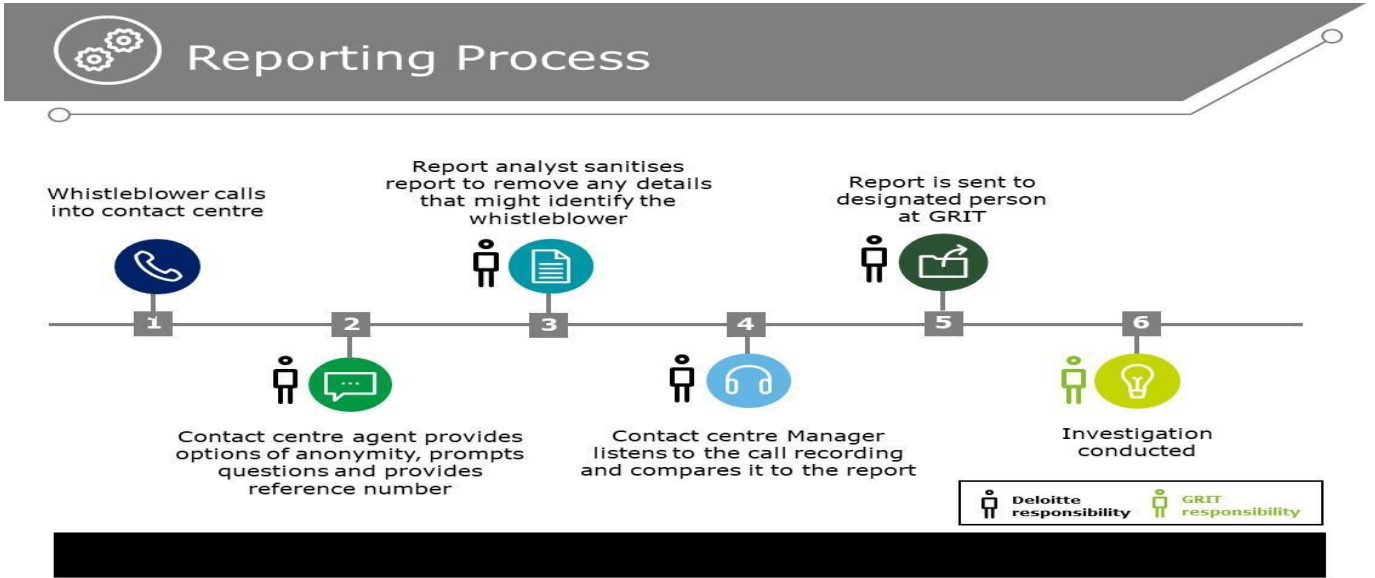 Reporting Process
Whistleblower calls
into contact centre
1
Contact centre agent provides
options of anonymity, prompts
questions and provides
reference number
2
Report analyst sanitises
report to remove any details
that might identify the
whistleblower
3
Contact centre Manager
listens to the call recording
and compares it to the report
4
Report is sent to
designated person
at GRIT
5
Investigation
conducted
6
Deloitte
responsibility
GRIT
responsibility